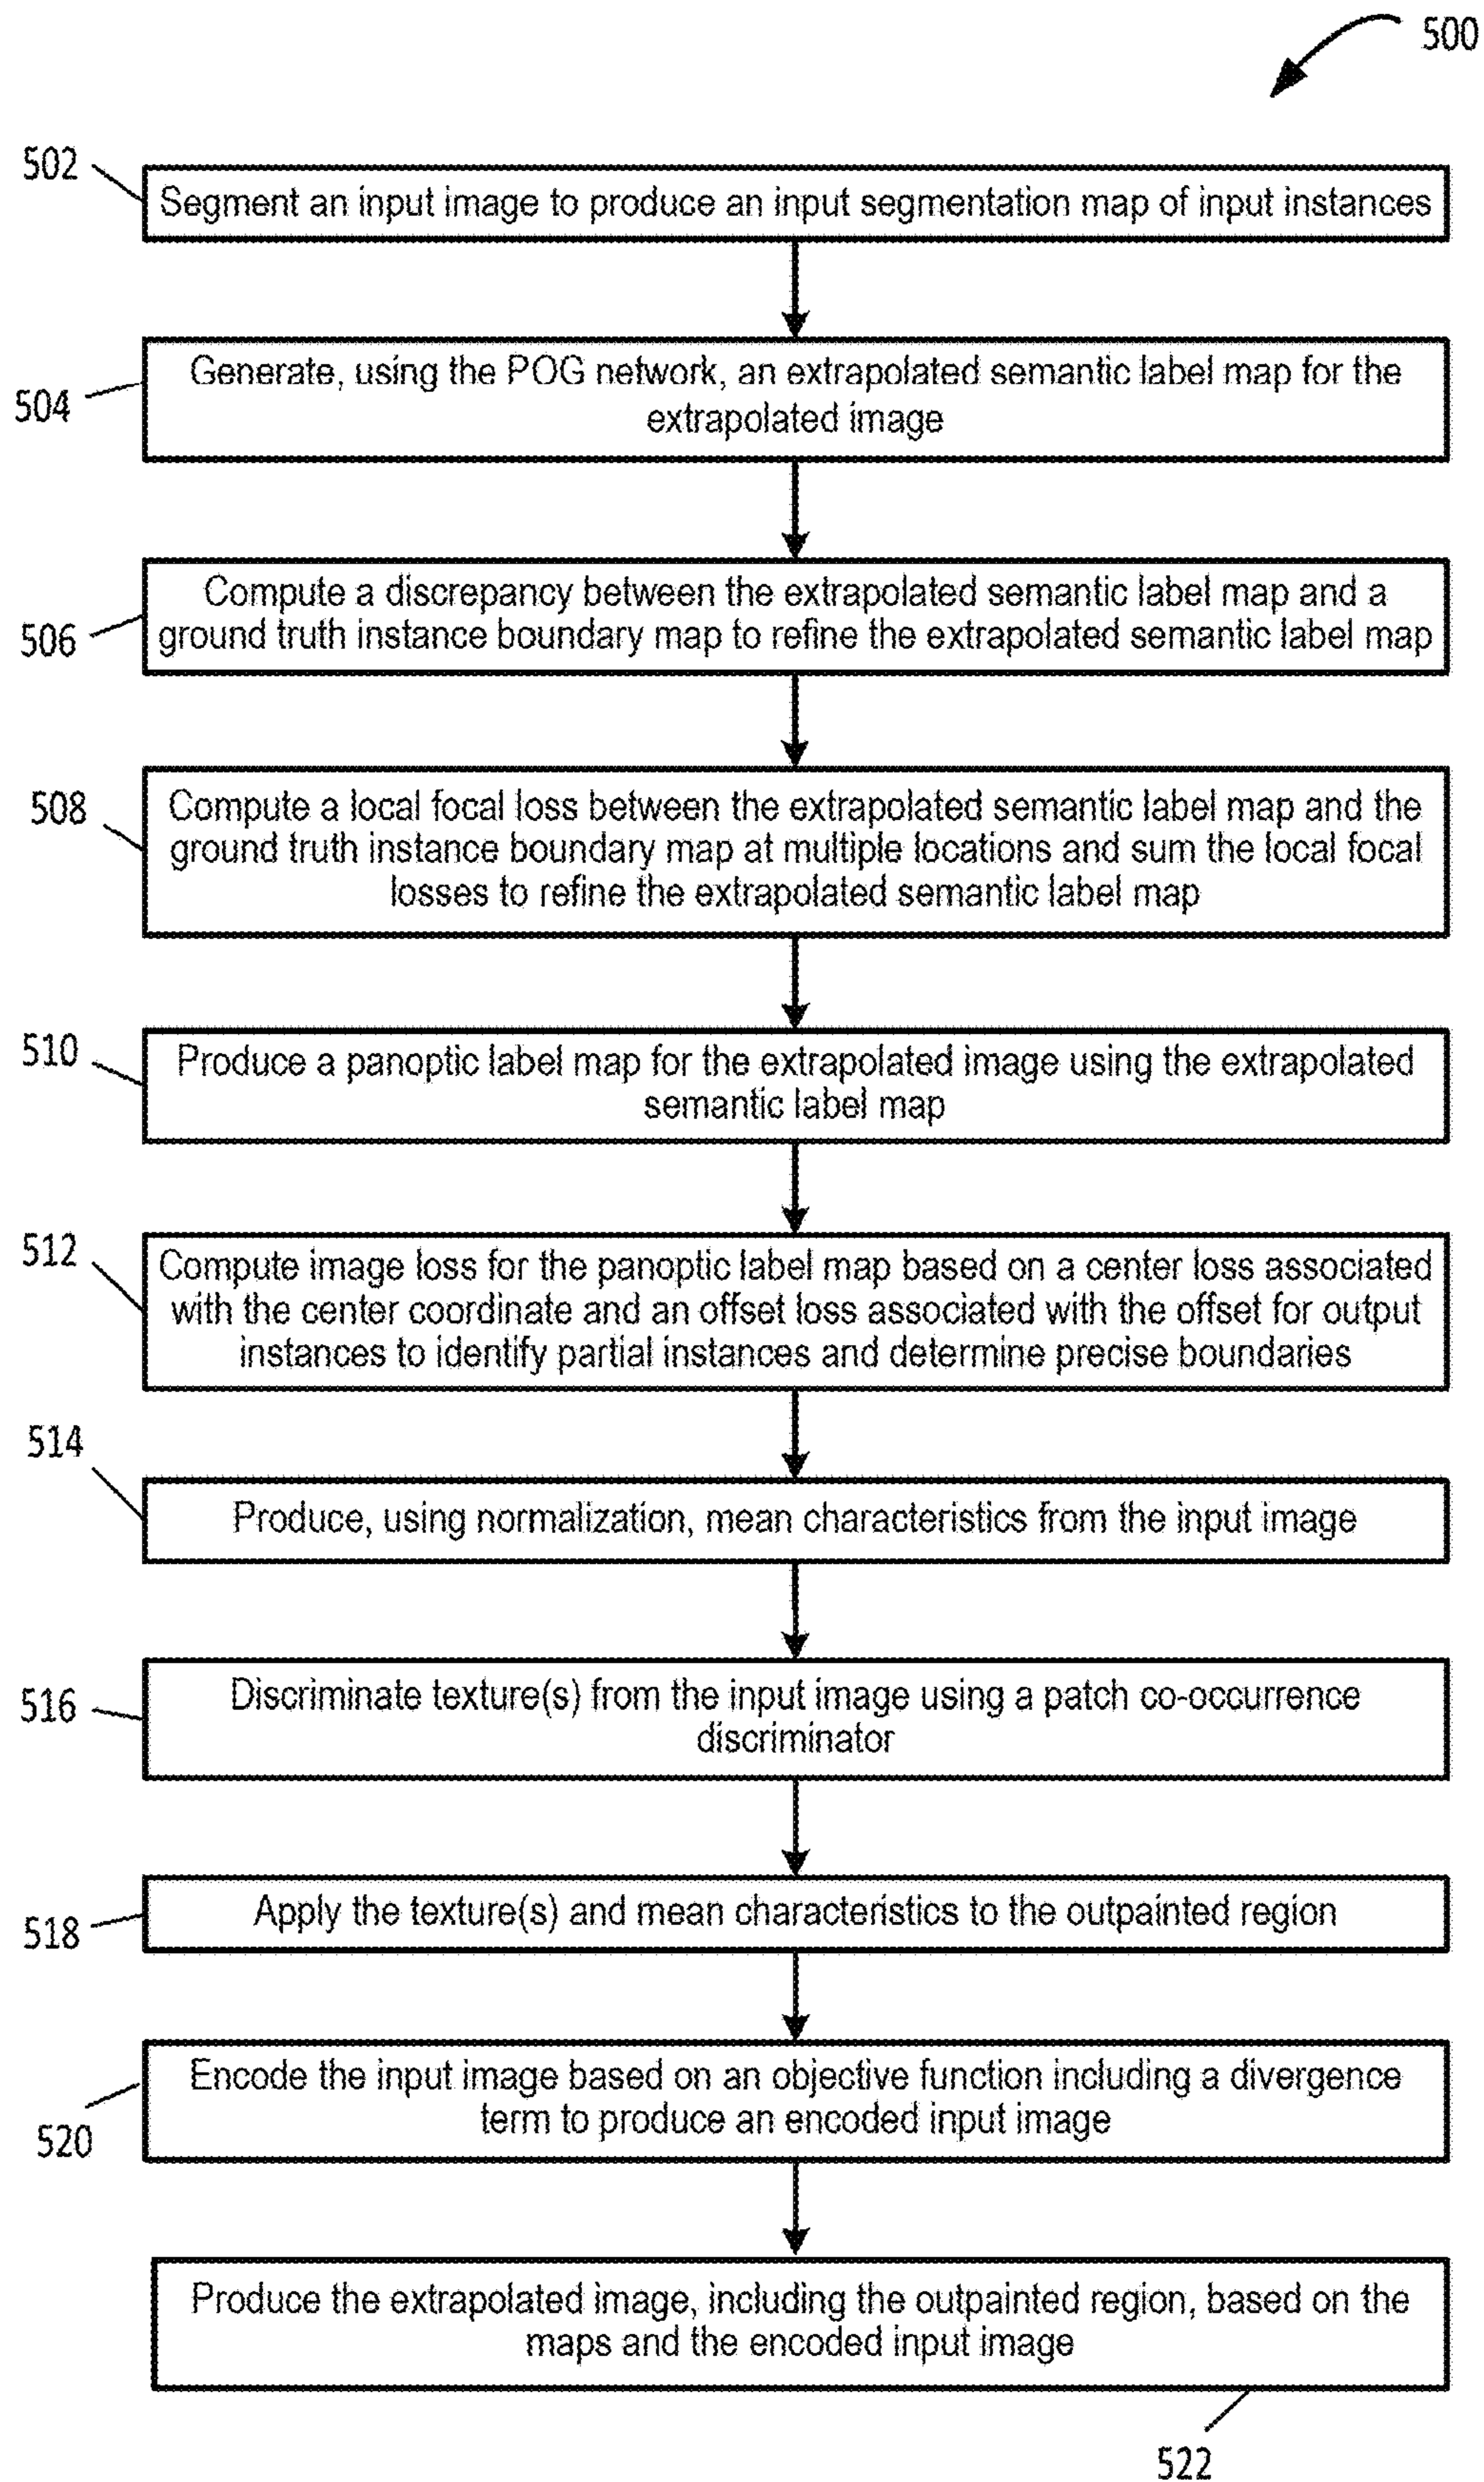 500
502
Segment an input image to produce an input segmentation map of input instances
504
Generate, using the POG network, an extrapolated semantic label map for the
extrapolated image
506
Compute a discrepancy between the extrapolated semantic label map and a
ground truth instance boundary map to refine the extrapolated semantic label map
508
Compute a local focal loss between the extrapolated semantic label map and the
ground truth instance boundary map at multiple locations and sum the local focal
losses to refine the extrapolated semantic label map
510
Produce a panoptic label map for the extrapolated image using the extrapolated
semantic label map
512
Compute image loss for the panoptic label map based on a center loss associated
with the center coordinate and an offset loss associated with the offset for output
instances to identify partial instances and determine precise boundaries
514
Produce, using normalization, mean characteristics from the input image
516
Discriminate texture(s) from the input image using a patch co-occurrence
discriminator
518
Apply the texture(s) and mean characteristics to the outpainted region
520
Encode the input image based on an objective function including a divergence
term to produce an encoded input image
Produce the extrapolated image, including the outpainted region, based on the
maps and the encoded input image
522